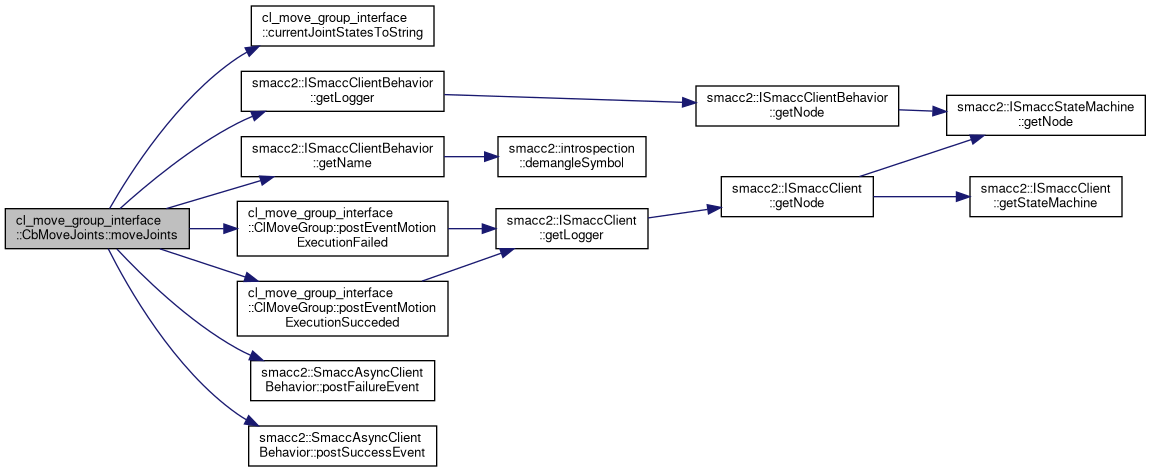 cl_move_group_interface
::currentJointStatesToString
smacc2::ISmaccClientBehavior
::getLogger
smacc2::ISmaccClientBehavior
::getNode
smacc2::ISmaccStateMachine
::getNode
smacc2::ISmaccClientBehavior
::getName
smacc2::introspection
::demangleSymbol
smacc2::ISmaccClient
::getNode
smacc2::ISmaccClient
::getStateMachine
cl_move_group_interface
::CbMoveJoints::moveJoints
cl_move_group_interface
::ClMoveGroup::postEventMotion
ExecutionFailed
smacc2::ISmaccClient
::getLogger
cl_move_group_interface
::ClMoveGroup::postEventMotion
ExecutionSucceded
smacc2::SmaccAsyncClient
Behavior::postFailureEvent
smacc2::SmaccAsyncClient
Behavior::postSuccessEvent